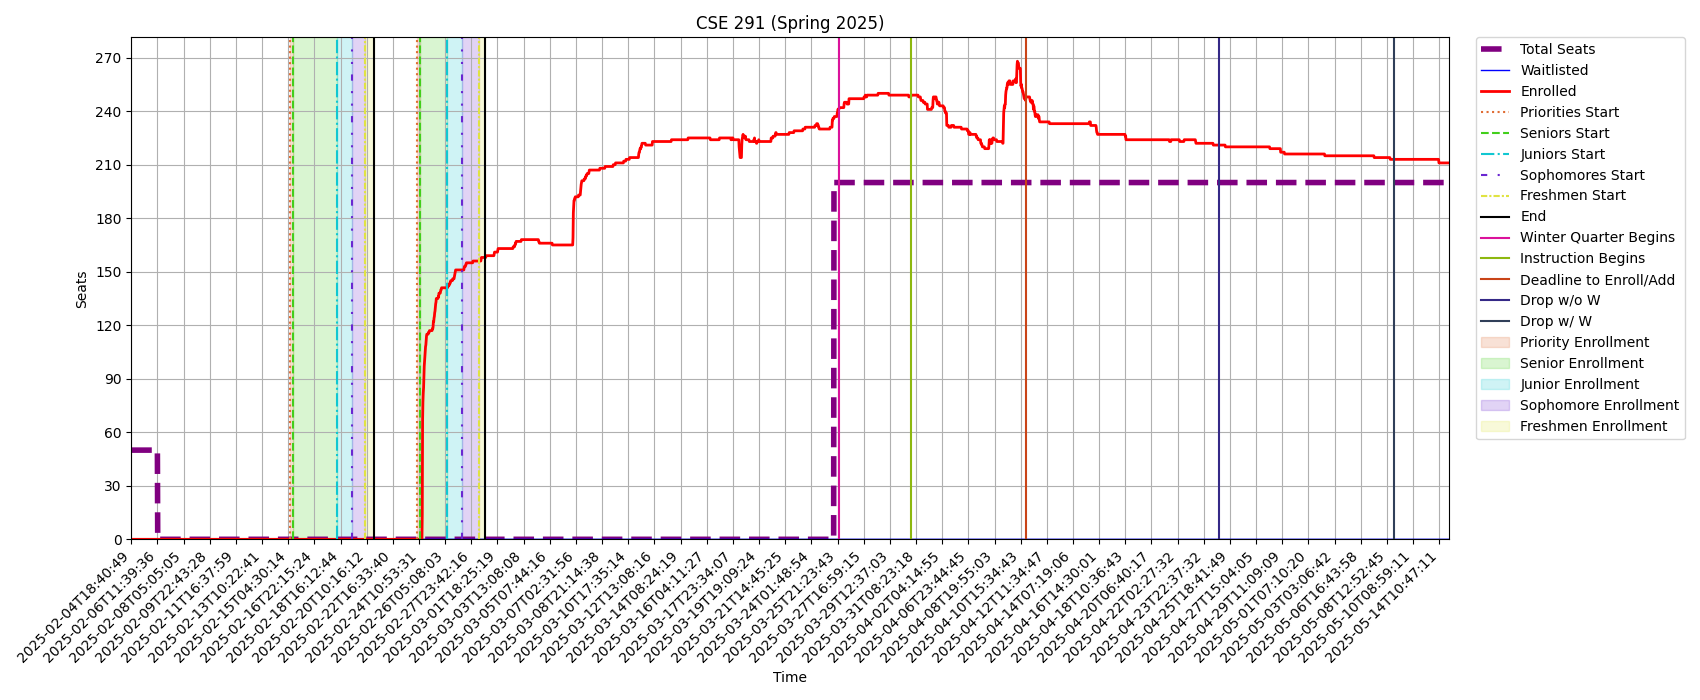 CSE 291 (Spring 2025)
Seats
270
240
210
180
150
120
90
60
30
0
2025-02-04T18:40:49
2025-02-06T11:39:36
2025-02-08T05:05:05
2025-02-09T22:43:28
2025-02-11T16:37:59
2025-02-13T10:22:41
2025-02-15T04:30:14
2025-02-16T22:15:24
2025-02-18T16:12:44
2025-02-20T10:16:12
2025-02-22T16:33:40
2025-02-24T10:53:31
2025-02-26T05:08:03
2025-02-27T23:42:16
2025-03-01T18:25:19
2025-03-03T13:08:08
2025-03-05T07:44:16
2025-03-07T02:31:56
2025-03-08T21:14:38
2025-03-10T17:35:14
2025-03-12T13:08:16
2025-03-14T08:24:19
2025-03-16T04:11:27
2025-03-17T23:34:07
2025-03-19T19:09:24
2025-03-21T14:45:25
2025-03-24T01:48:54
2025-03-25T21:23:43
2025-03-27T16:59:15
2025-03-29T12:37:03
2025-03-31T08:23:18
2025-04-02T04:14:55
2025-04-06T23:44:45
2025-04-08T19:55:03
2025-04-10T15:34:43
2025-04-12T11:34:47
2025-04-14T07:19:06
2025-04-16T14:30:01
2025-04-18T10:36:43
2025-04-20T06:40:17
2025-04-22T02:27:32
2025-04-23T22:37:32
2025-04-25T18:41:49
2025-04-27T15:04:05
2025-04-29T11:09:09
2025-05-01T07:10:20
2025-05-03T03:06:42
2025-05-06T16:43:58
2025-05-08T12:52:45
2025-05-10T08:59:11
2025-05-14T10:47:11
Time
Total Seats
Waitlisted
Enrolled
Priorities Start
Seniors Start
Juniors Start
Sophomores Start
Freshmen Start
End
Winter Quarter Begins
Instruction Begins
Deadline to Enroll/Add
Drop w/o W
Drop w/ W
Priority Enrollment
Senior Enrollment
Junior Enrollment
Sophomore Enrollment
Freshmen Enrollment